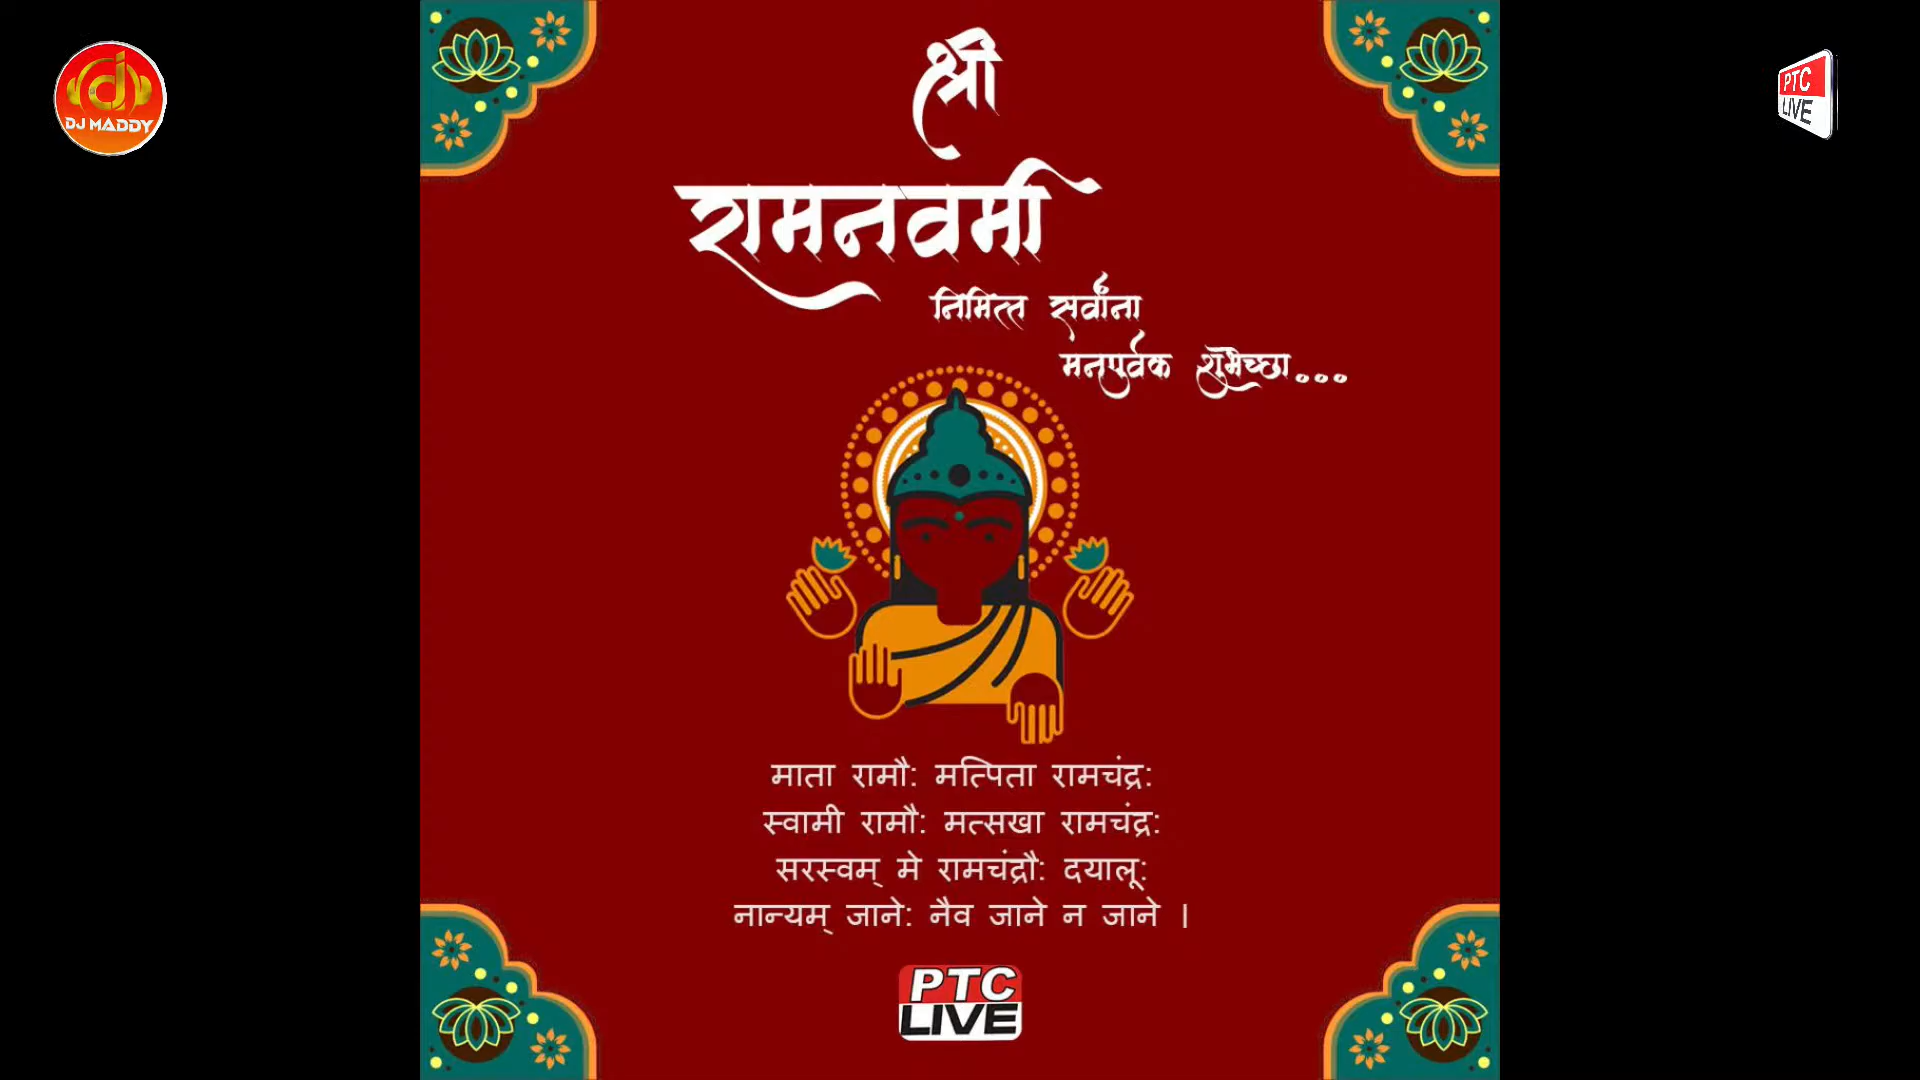 DJ MADDY
PTC
LIVE
श्री
रामनवमी
निमित्त सर्वांना
मनपुर्वक शुभेच्छा...
माता रामौ: मत्पिता रामचंद्र:
स्वामी रामौ: मत्सखा रामचंद्र:
सरस्वम् मे रामचंद्रौ: दयालू:
नान्यम् जाने: नैव जाने न जाने |
PTC
LIVE